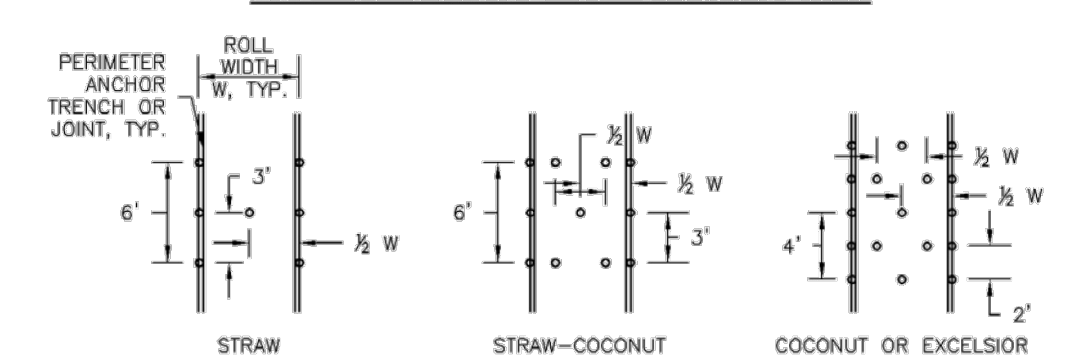 PERIMETER
ANCHOR
TRENCH OR
JOINT, TYP.
ROLL
WIDTH
W, TYP.
6'
3'
½ W
STRAW
½ W
½ W
6'
3'
STRAW-COCONUT
½ W
½ W
4'
2'
COCONUT OR EXCELSIOR